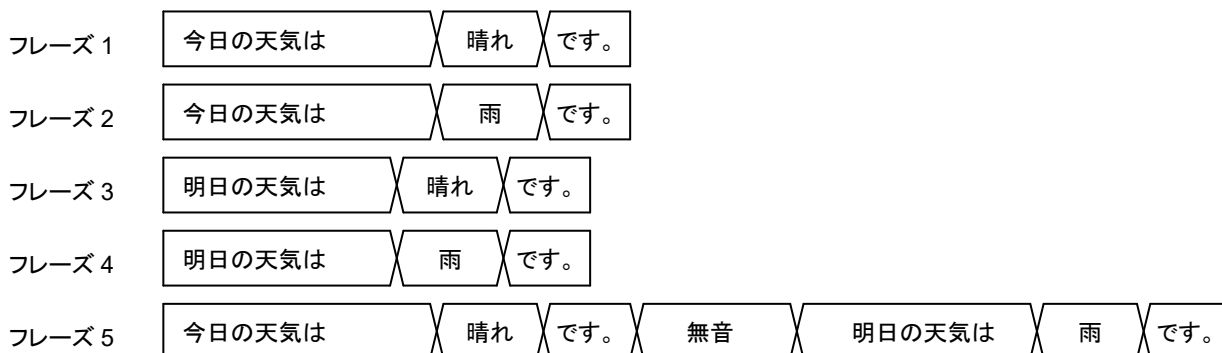 フレーズ 1 今日の天気は 晴れ です。
フレーズ 2 今日の天気は 雨 です。
フレーズ 3 明日の天気は 晴れ です。
フレーズ 4 明日の天気は 雨 です。
フレーズ 5 今日の天気は 晴れ です。 無音 明日の天気は 雨 です。